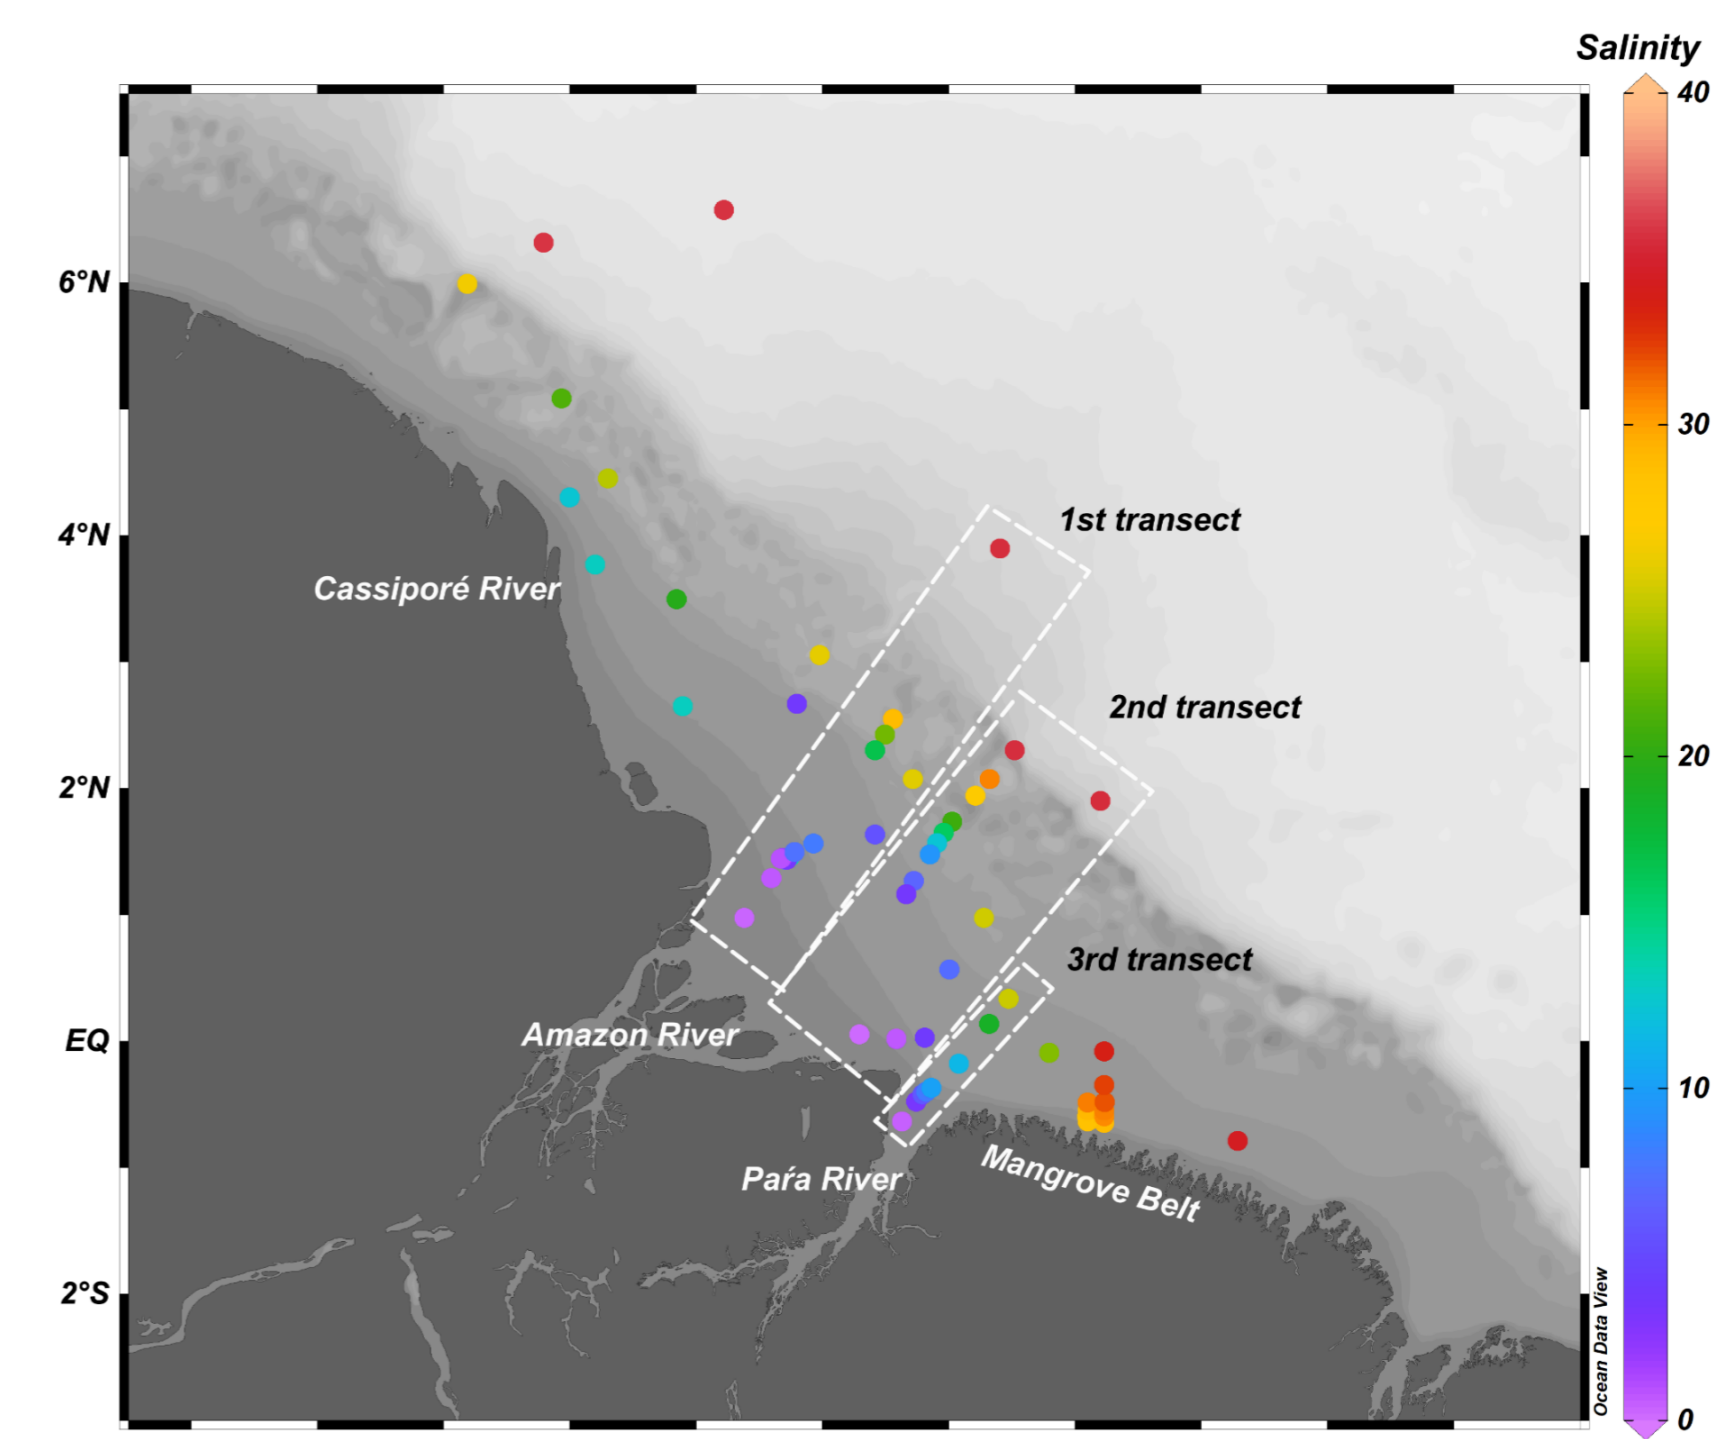 Salinity
40
6°N
30
1st transect
4°N
Cassiporé River
2nd transect
20
2°N
3rd transect
Amazon River
EQ
10
Paŕa River
Mangrove Belt
2°S
Ocean Data View
0